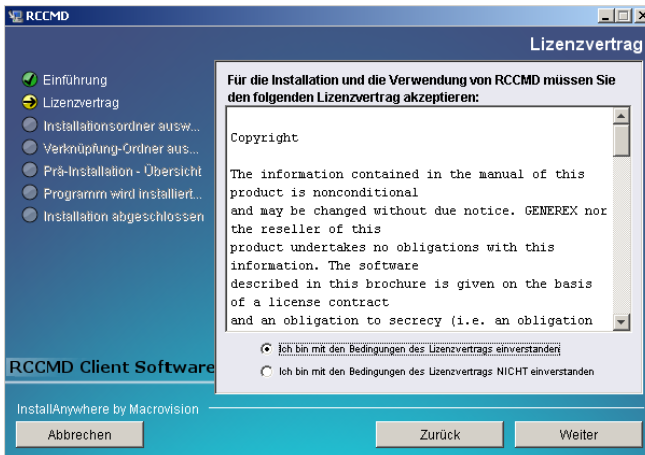 RCCMD
Lizenzvertrag
Einführung
Lizenzvertrag
Installationsordner ausw...
Verknüpfung-Ordner aus...
Prä-Installation - Übersicht
Programm wird installiert...
Installation abgeschlossen
Für die Installation und die Verwendung von RCCMD müssen Sie
den folgenden Lizenzvertrag akzeptieren:
Copyright
The information contained in the manual of this
product is nonconditional
and may be changed without due notice. GENEREX nor
the reseller of this
product undertakes no obligations with this
information. The software
described in this brochure is given on the basis
of a license contract
and an obligation to secrecy (i.e. an obligation
Ich bin mit den Bedingungen des Lizenzvertrags einverstanden
Ich bin mit den Bedingungen des Lizenzvertrags NICHT einverstanden
RCCMD Client Software
InstallAnywhere by Macrovision
Abbrechen
Zurück
Weiter